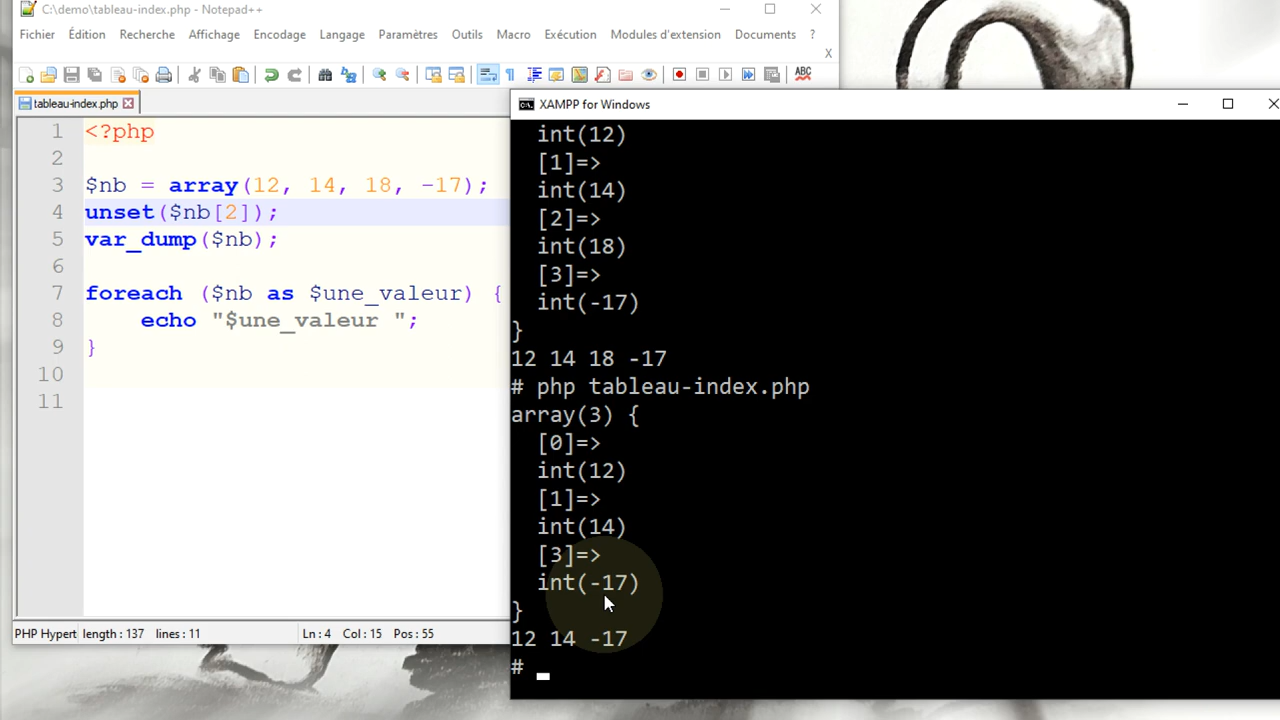 C:\demo\tableau-index.php - Notepad++
Fichier Édition Recherche Affichage Encodage Langage Paramètres Outils Macro Exécution Modules d'extension Documents ?
X
ABC
tableau-index.php
1 <?php
2
3 $nb = array(12, 14, 18, -17);
4 unset($nb[2]);
5 var_dump($nb);
6
7 foreach ($nb as $une_valeur) {
8     echo "$une_valeur ";
9 }
10
11
PHP Hypert length : 137 lines : 11 Ln : 4 Col : 15 Pos : 55
XAMPP for Windows
  int(12)
  [1]=>
  int(14)
  [2]=>
  int(18)
  [3]=>
  int(-17)
}
12 14 18 -17
# php tableau-index.php
array(3) {
  [0]=>
  int(12)
  [1]=>
  int(14)
  [3]=>
  int(-17)
}
12 14 -17
#